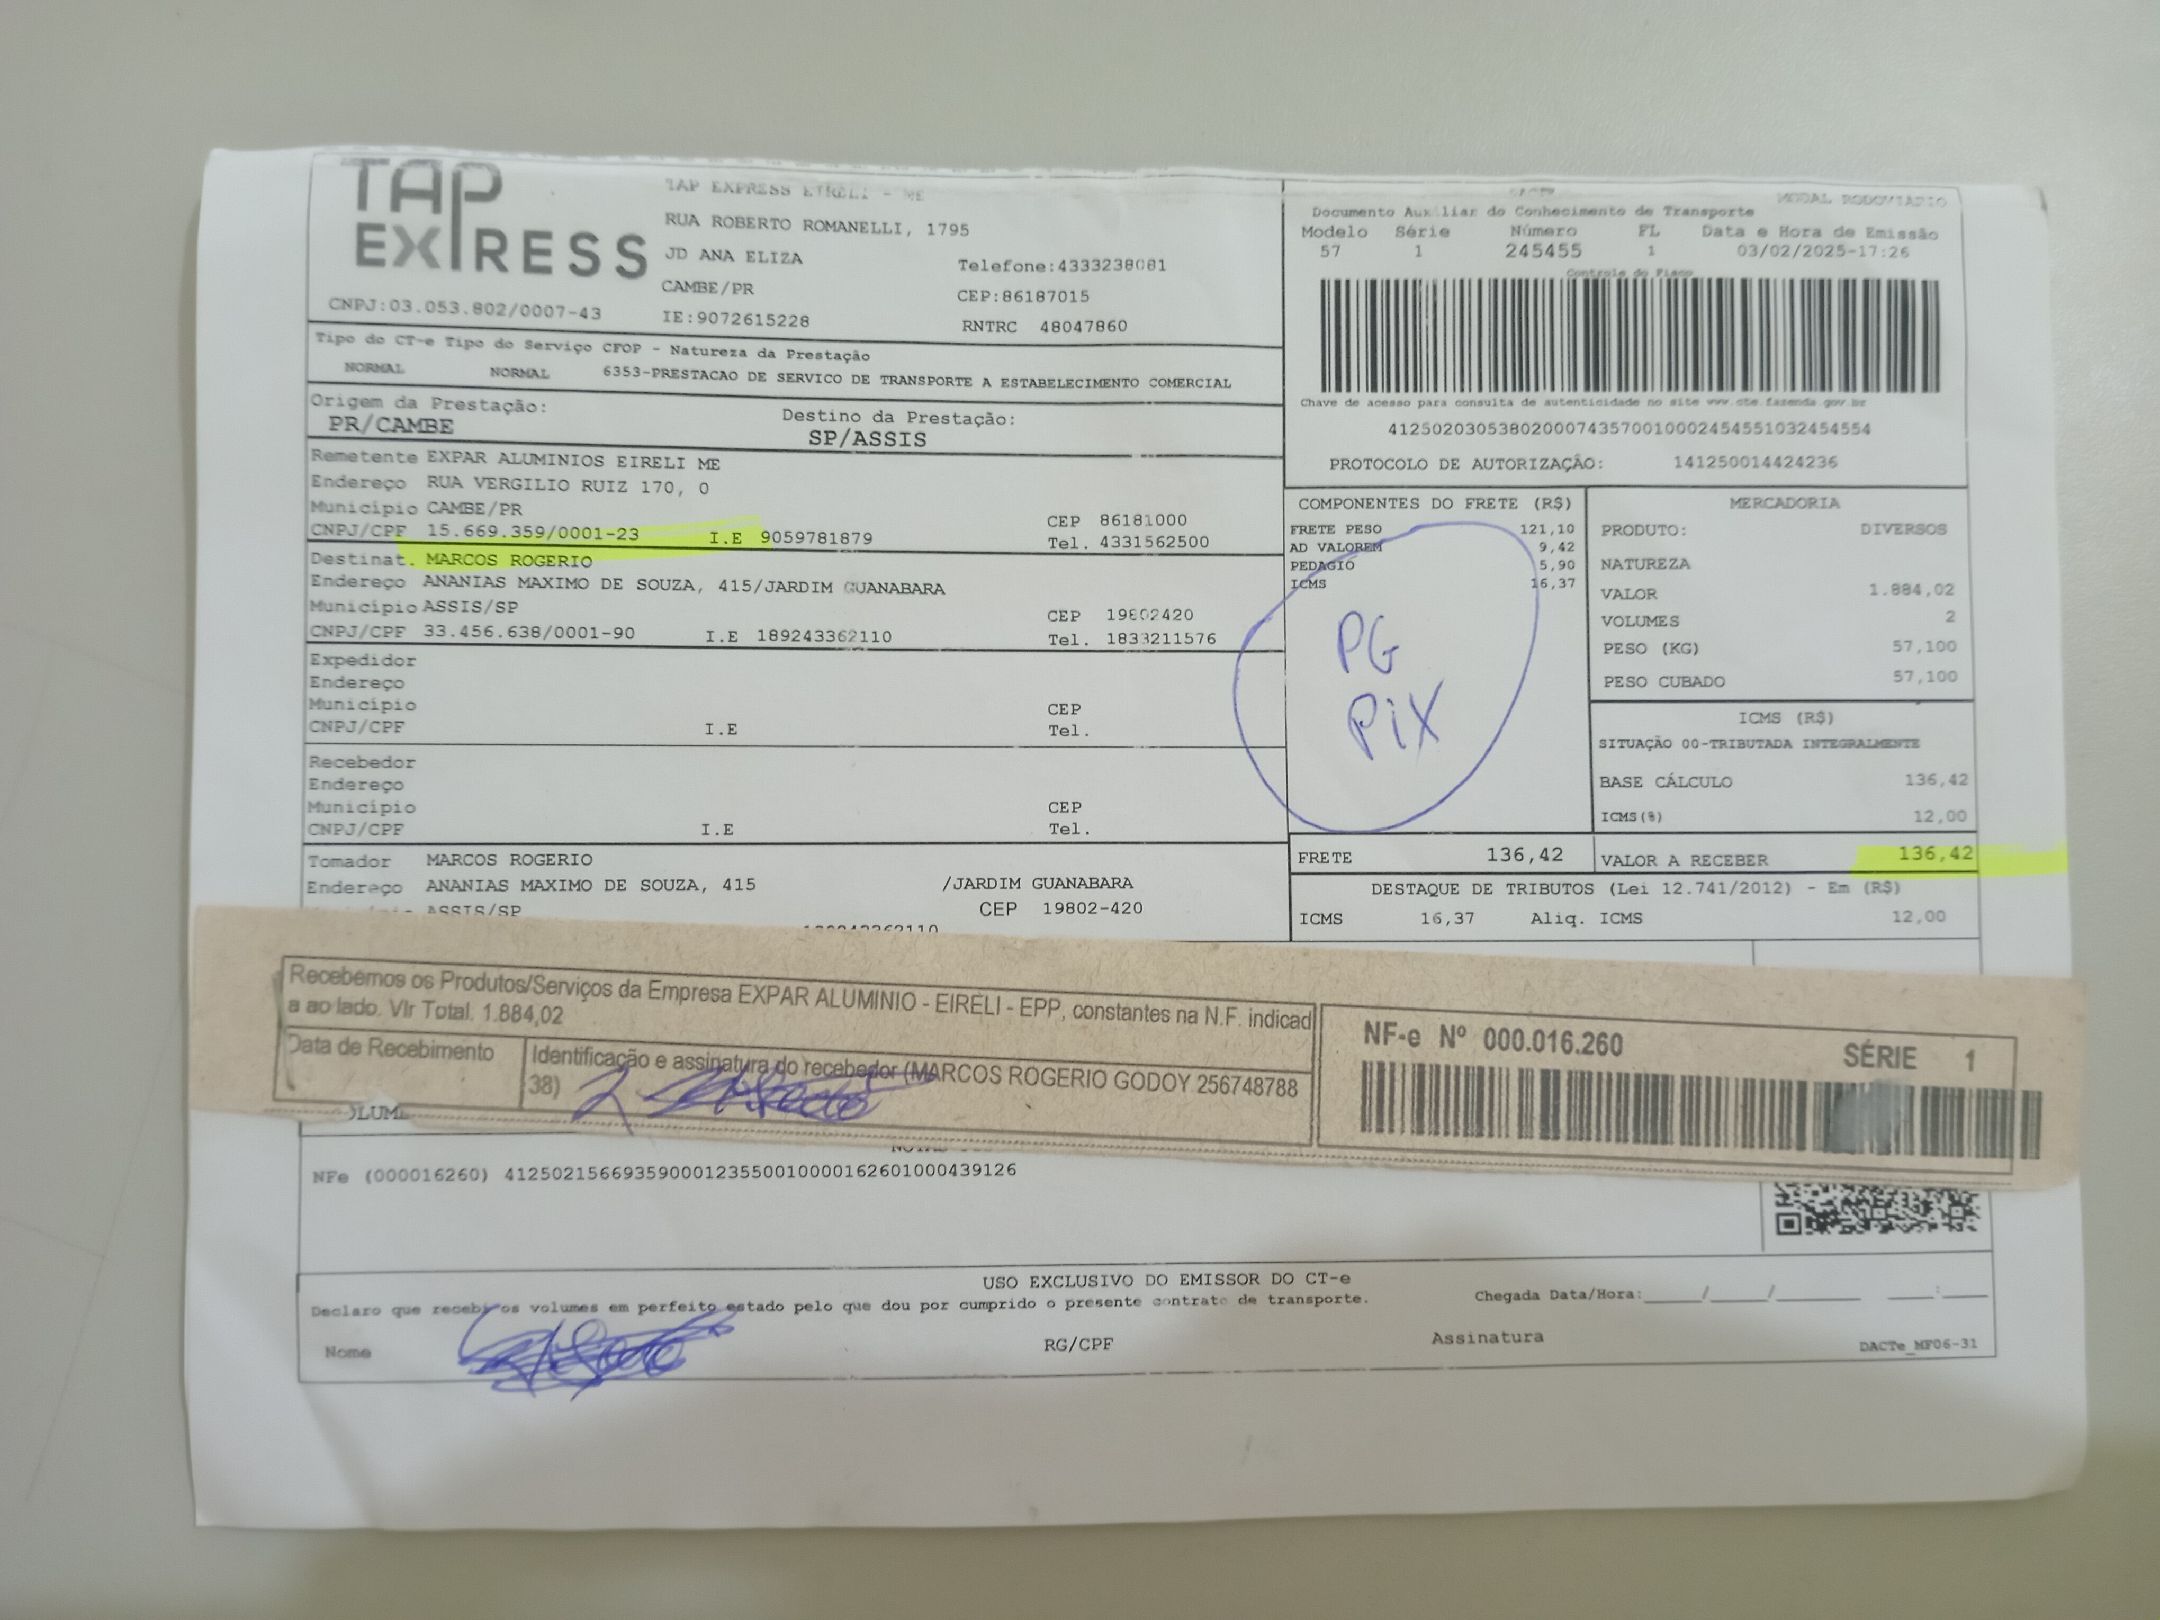 TAP EXPRESS
TAP EXPRESS EIRELI - ME
RUA ROBERTO ROMANELLI, 1795
JD ANA ELIZA
Telefone:4333238081
CAMBE/PR
CEP:86187015
CNPJ:03.053.802/0007-43
IE:9072615228
RNTRC 48047860
MODAL RODOVIARIO
Documento Auxiliar do Conhecimento de Transporte
Modelo Série Número FL Data e Hora de Emissão
57 1 245455 1 03/02/2025-17:26
Controle do Fisco
Chave de acesso para consulta de autenticidade no site www.cte.fazenda.gov.br
41250203053802000743570010002454551032454554
PROTOCOLO DE AUTORIZAÇÃO: 141250014424236
Tipo do CT-e Tipo do Serviço CFOP - Natureza da Prestação
NORMAL NORMAL 6353-PRESTACAO DE SERVICO DE TRANSPORTE A ESTABELECIMENTO COMERCIAL
Origem da Prestação: Destino da Prestação:
PR/CAMBE SP/ASSIS
Remetente EXPAR ALUMINIOS EIRELI ME
Endereço RUA VERGILIO RUIZ 170, 0
Município CAMBE/PR CEP 86181000
CNPJ/CPF 15.669.359/0001-23 I.E 9059781879 Tel. 4331562500
Destinat. MARCOS ROGERIO
Endereço ANANIAS MAXIMO DE SOUZA, 415/JARDIM GUANABARA
Município ASSIS/SP CEP 19802420
CNPJ/CPF 33.456.638/0001-90 I.E 189243362110 Tel. 1833211576
Expedidor
Endereço
Município CEP
CNPJ/CPF I.E Tel.
Recebedor
Endereço
Município CEP
CNPJ/CPF I.E Tel.
Tomador MARCOS ROGERIO
Endereço ANANIAS MAXIMO DE SOUZA, 415 /JARDIM GUANABARA
ASSIS/SP CEP 19802-420
COMPONENTES DO FRETE (R$)
FRETE PESO 121,10
AD VALOREM 9,42
PEDAGIO 5,90
ICMS 16,37
PG
PIX
MERCADORIA
PRODUTO: DIVERSOS
NATUREZA
VALOR 1.884,02
VOLUMES 2
PESO (KG) 57,100
PESO CUBADO 57,100
ICMS (R$)
SITUAÇÃO 00-TRIBUTADA INTEGRALMENTE
BASE CÁLCULO 136,42
ICMS(%) 12,00
FRETE 136,42 VALOR A RECEBER 136,42
DESTAQUE DE TRIBUTOS (Lei 12.741/2012) - Em (R$)
ICMS 16,37 Aliq. ICMS 12,00
Recebemos os Produtos/Serviços da Empresa EXPAR ALUMINIO - EIRELI - EPP, constantes na N.F. indicad
a ao lado. Vlr Total. 1.884,02
Data de Recebimento
Identificação e assinatura do recebedor (MARCOS ROGERIO GODOY 256748788
38)
NF-e Nº 000.016.260 SÉRIE 1
NFe (000016260) 41250215669359000123550010000162601000439126
USO EXCLUSIVO DO EMISSOR DO CT-e
Declaro que recebi os volumes em perfeito estado pelo que dou por cumprido o presente contrato de transporte.
Chegada Data/Hora:____/____/________ ____:____
Nome RG/CPF Assinatura
DACTe_MF06-31